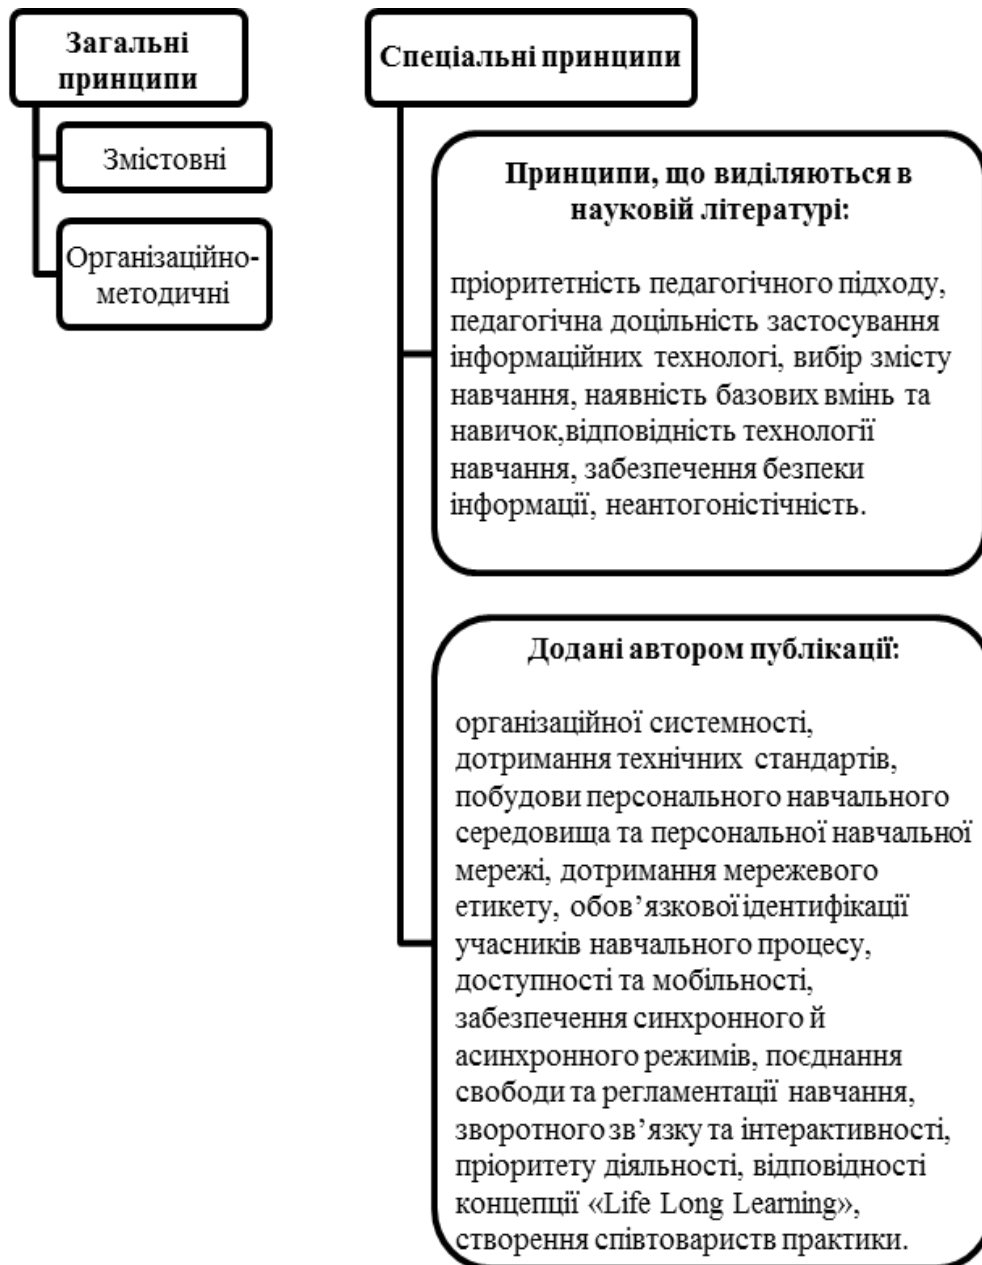 Загальні
принципи
Змістовні
Організаційно-
методичні
Спеціальні принципи
Принципи, що виділяються в
науковій літературі:
пріоритетність педагогічного підходу,
педагогічна доцільність застосування
інформаційних технологі, вибір змісту
навчання, наявність базових вмінь та
навичок,відповідність технології
навчання, забезпечення безпеки
інформації, неантогоністічність.
Додані автором публікації:
організаційної системності,
дотримання технічних стандартів,
побудови персонального навчального
середовища та персональної навчальної
мережі, дотримання мережевого
етикету, обов’язкової ідентифікації
учасників навчального процесу,
доступності та мобільності,
забезпечення синхронного й
асинхронного режимів, поєднання
свободи та регламентації навчання,
зворотного зв’язку та інтерактивності,
пріоритету діяльності, відповідності
концепції «Life Long Learning»,
створення співтовариств практики.